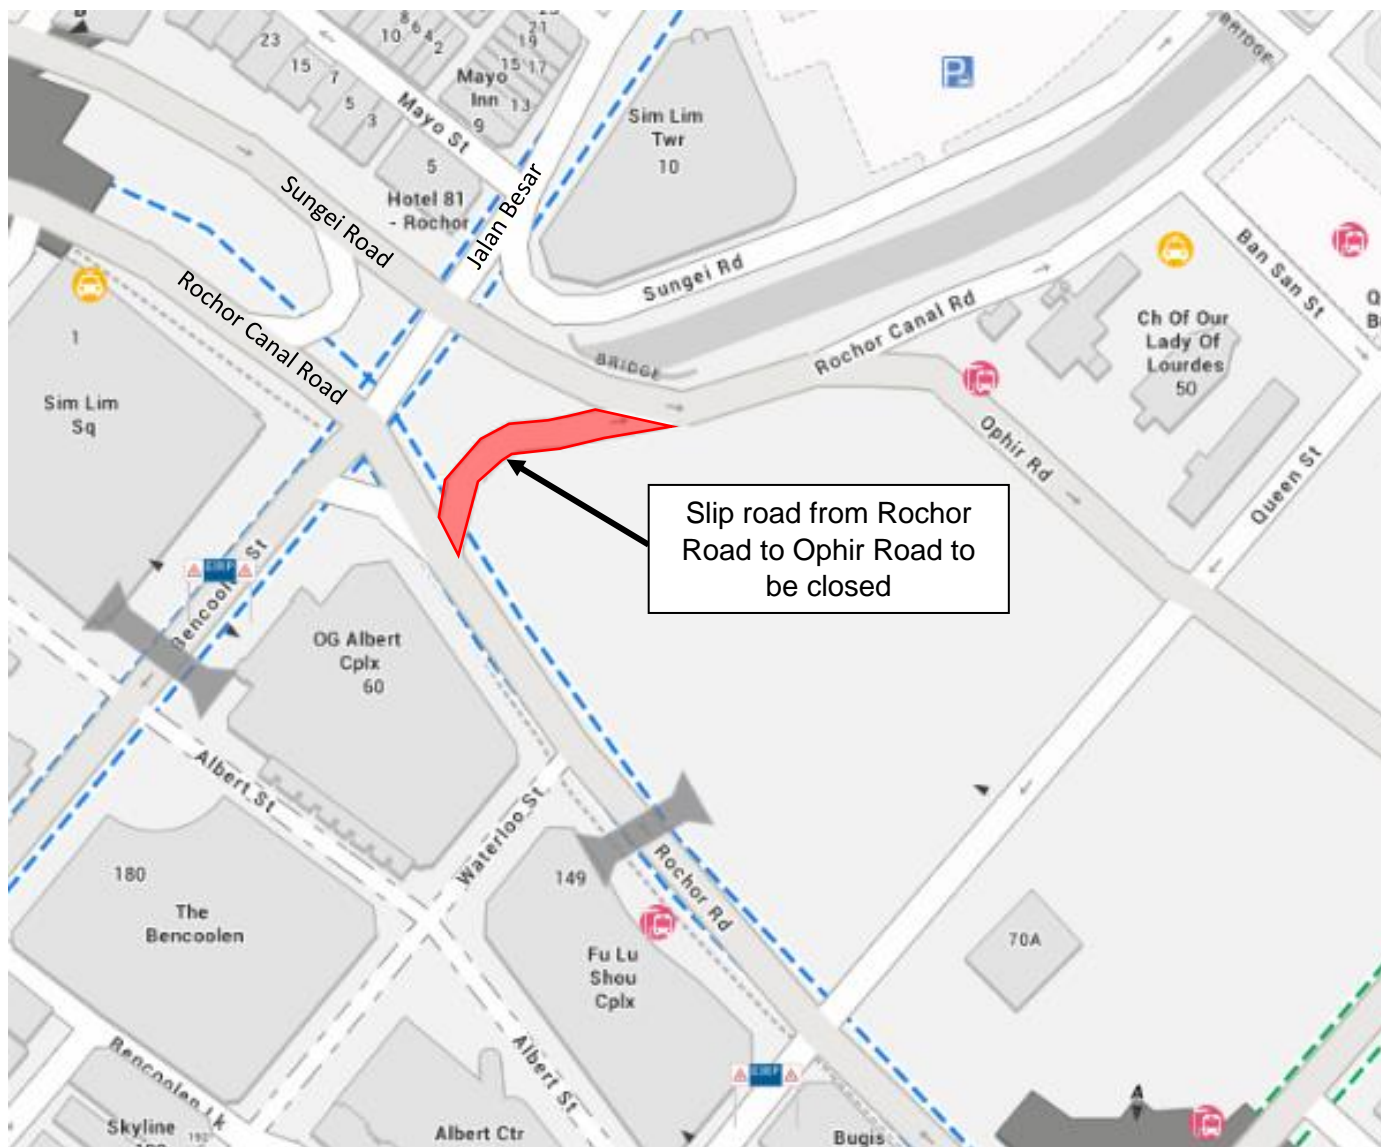 23
15
7
5
3
10
8
6
4
2
21
19
15
17
13
Mayo
Inn
9
Mayo St
5
Hotel 81
- Rochor
Sim Lim
Twr
10
BRIDGE
Sungei Road
Jalan Besar
Sungei Rd
Rochor Canal Road
BRIDGE
Rochor Canal Rd
Ban San St
Ch Of Our
Lady Of
Lourdes
50
1
Sim Lim
Sq
Ophir Rd
Queen St
Slip road from Rochor
Road to Ophir Road to
be closed
ERP
OG Albert
Cplx
60
Albert St
Waterloo St
180
The
Bencoolen
149
Rochor Rd
Fu Lu
Shou
Cplx
70A
Bencoolen Lk
Albert St
ERP
A
Skyline
Albert Ctr
Bugis